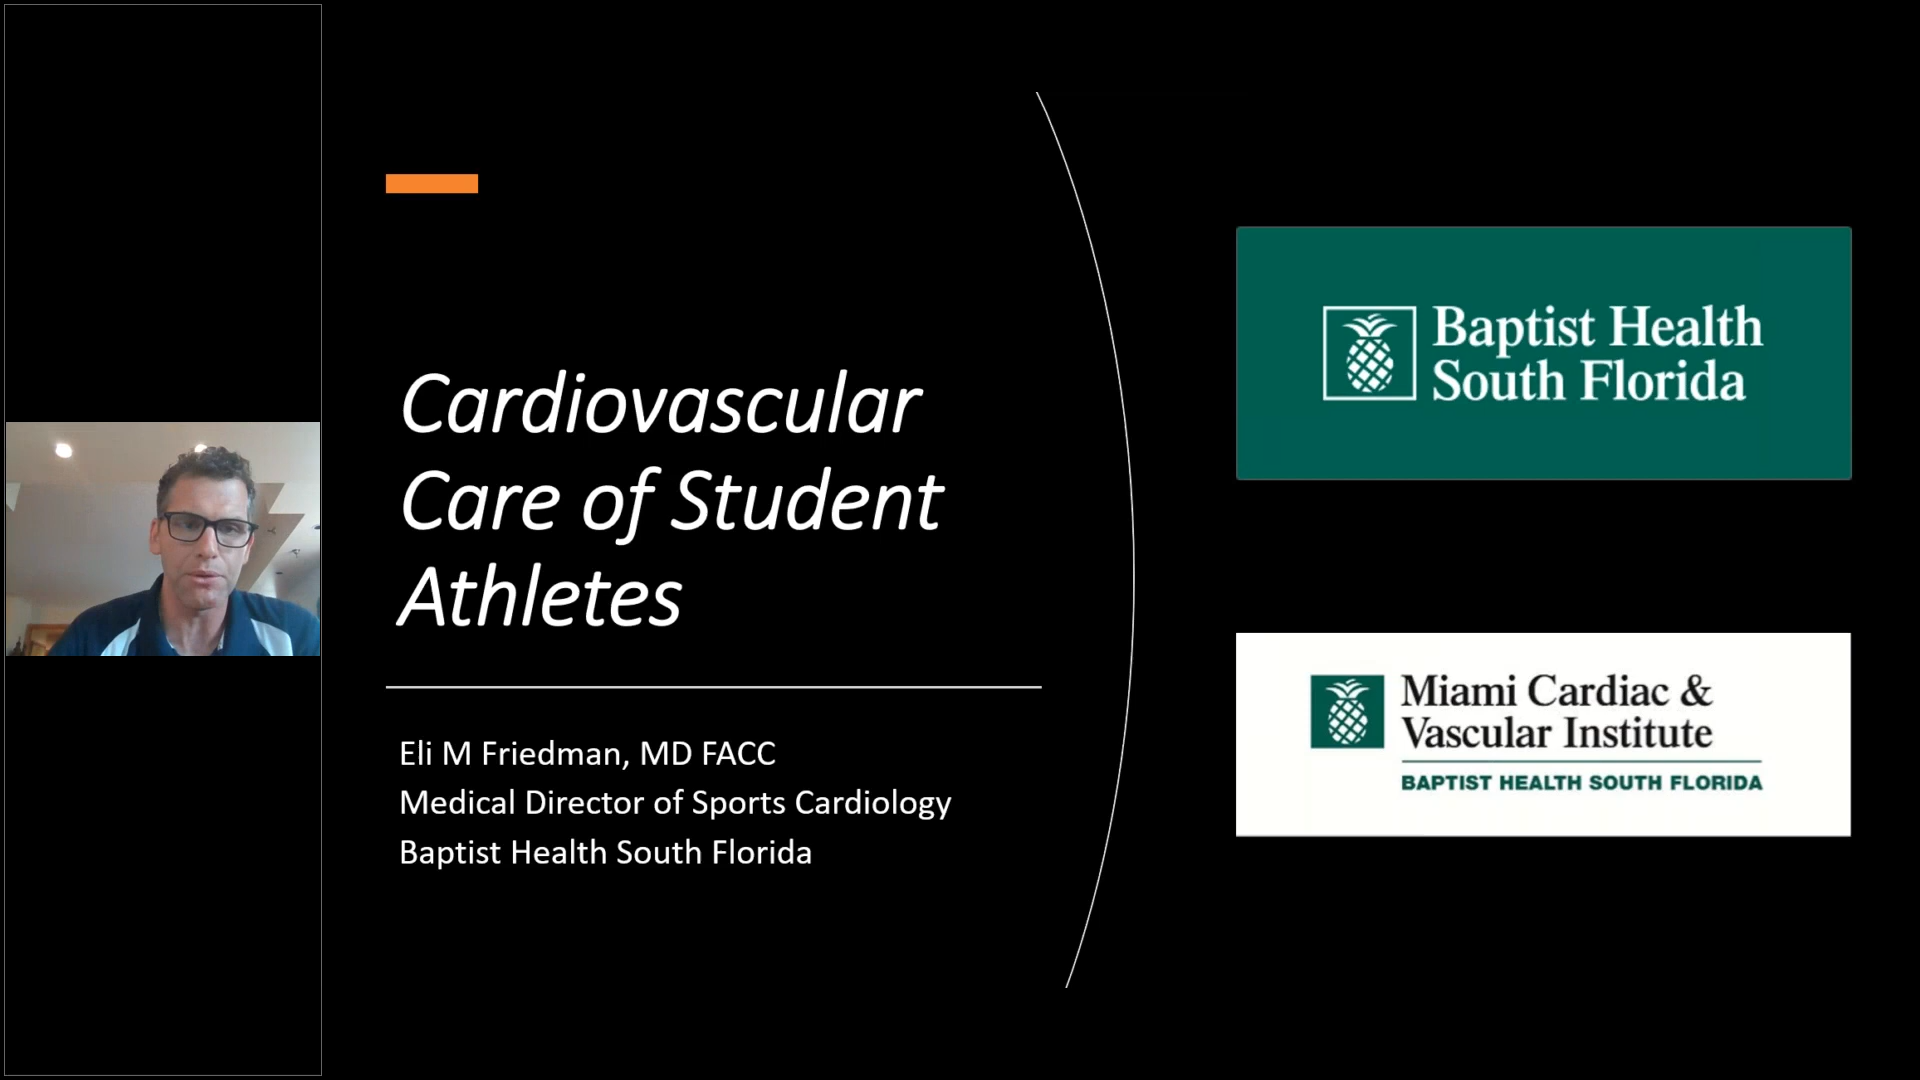 Cardiovascular
Care of Student
Athletes
Eli M Friedman, MD FACC
Medical Director of Sports Cardiology
Baptist Health South Florida
Baptist Health
South Florida
Miami Cardiac &
Vascular Institute
BAPTIST HEALTH SOUTH FLORIDA